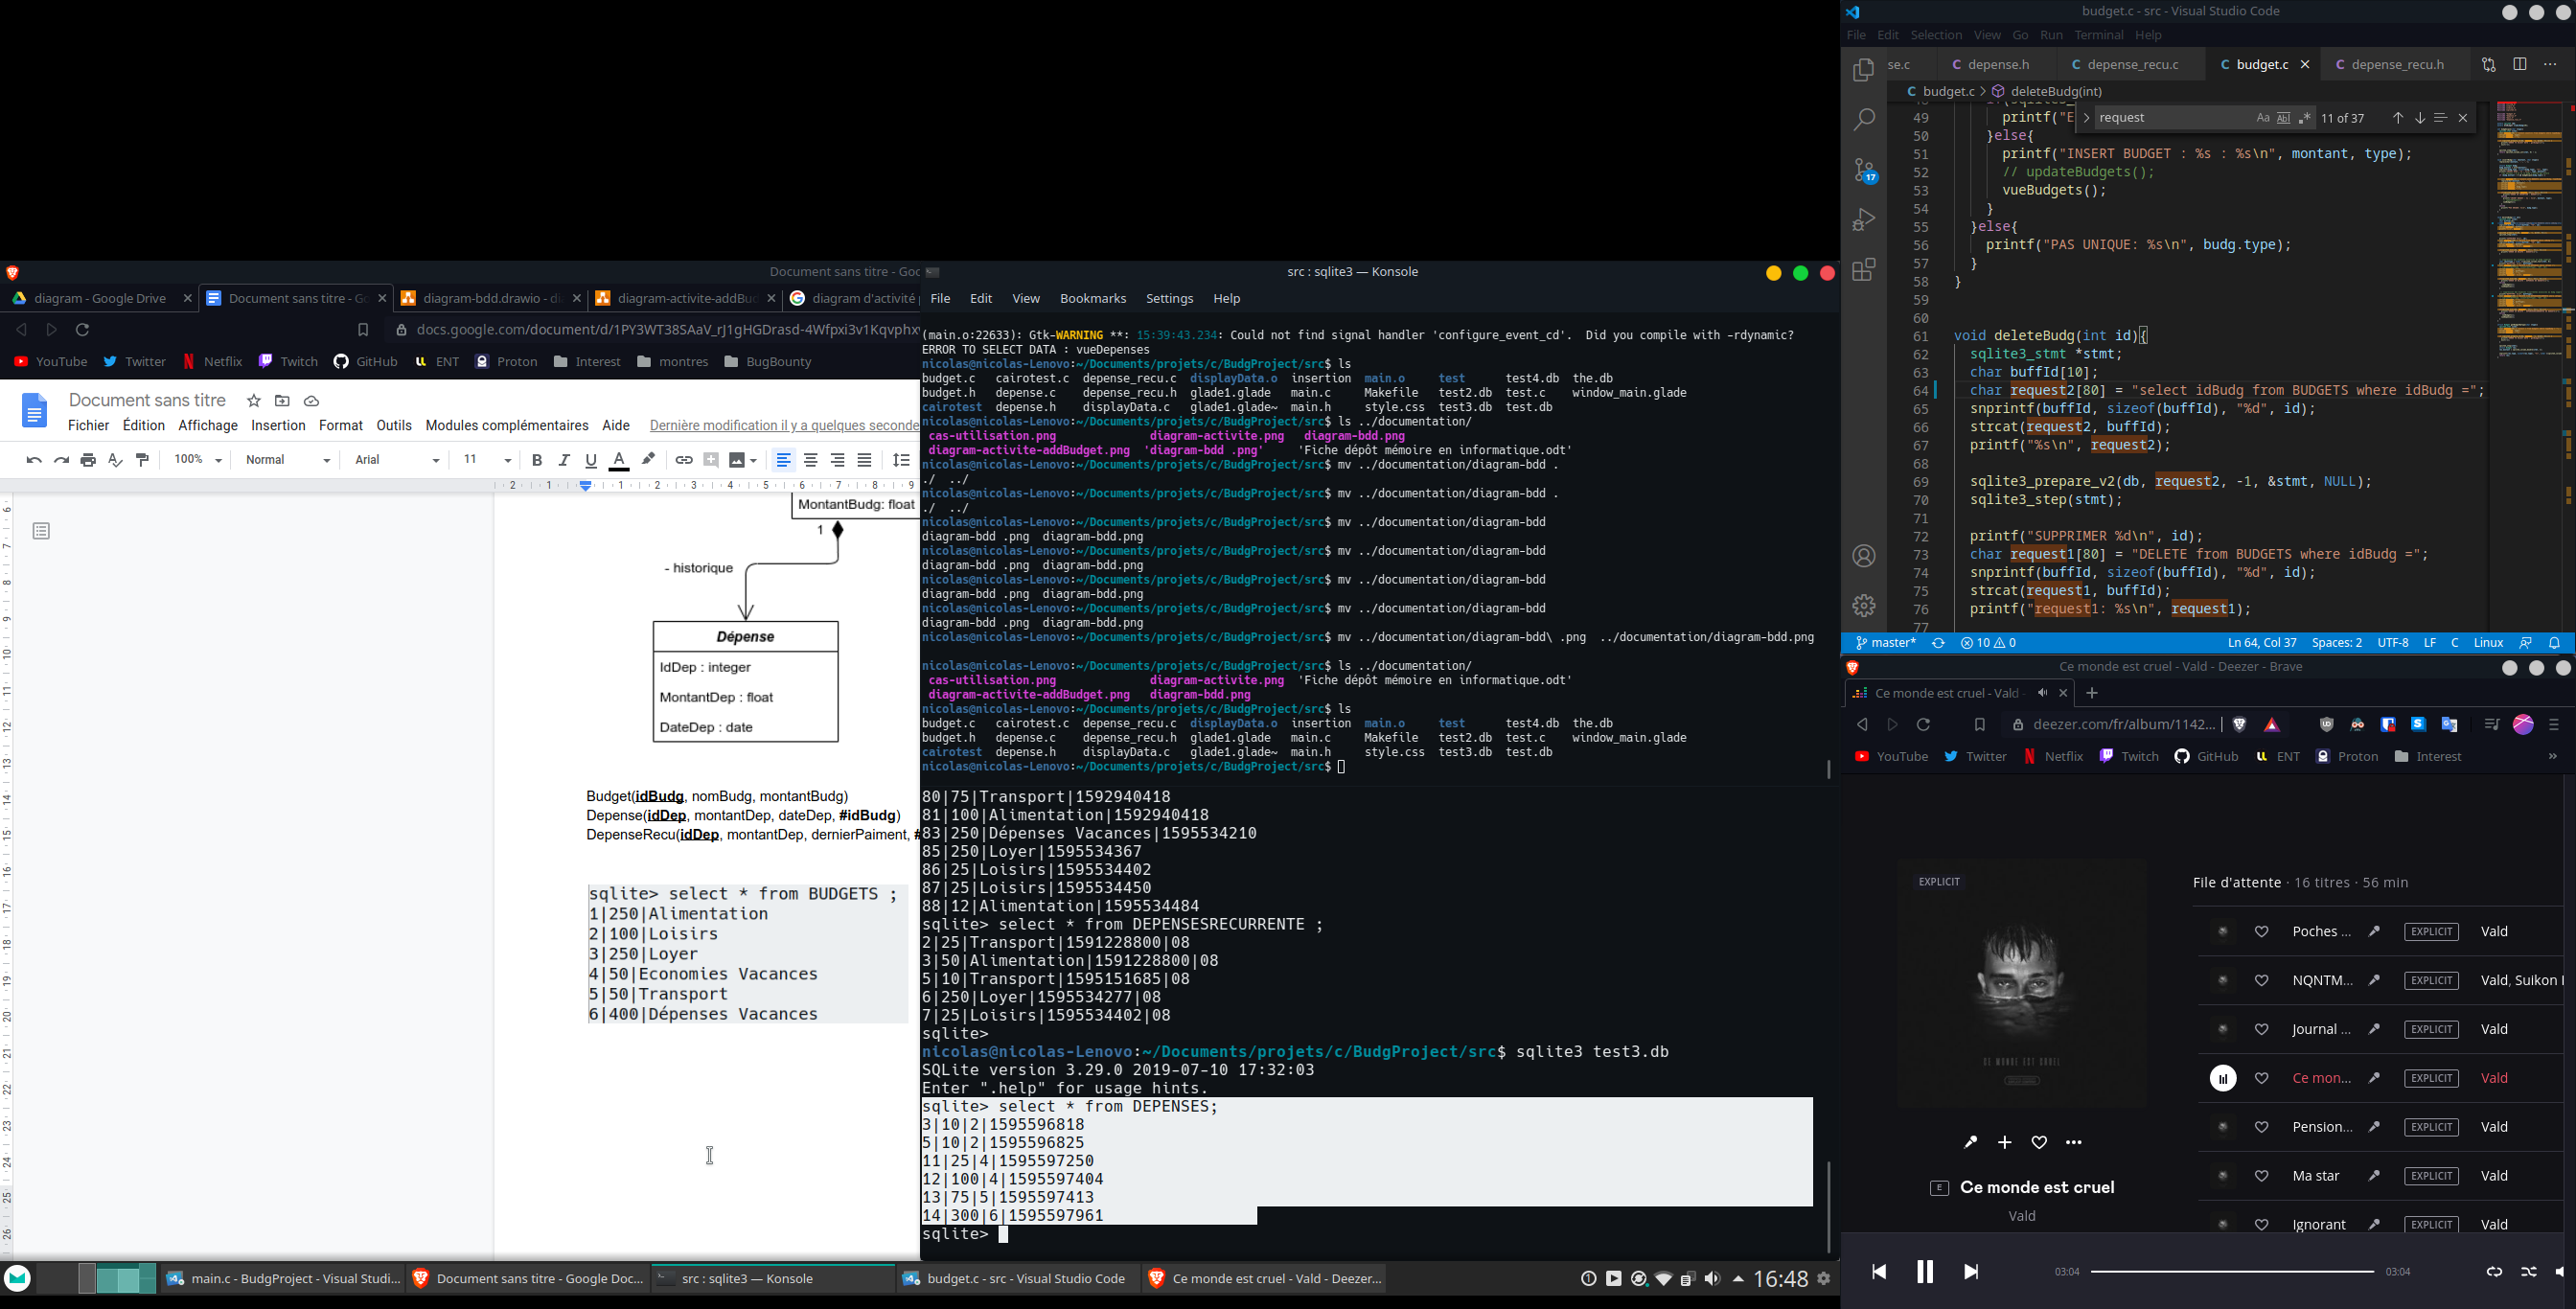 Document sans titre - Goo
diagram - Google Drive
Document sans titre - Go
diagram-bdd.drawio - di
diagram-activite-addBud
diagram d'activité
docs.google.com/document/d/1PY3WT38SAaV_rJ1gHGDrasd-4Wfpxi3v1Kqvphx
YouTube Twitter Netflix Twitch GitHub ENT Proton Interest montres BugBounty
Document sans titre
Fichier Édition Affichage Insertion Format Outils Modules complémentaires Aide Dernière modification il y a quelques seconde
100% Normal Arial 11 B I U A
2 1 1 2 3 4 5 6 7 8 9
MontantBudg: float
1
- historique
Dépense
IdDep : integer
MontantDep : float
DateDep : date
Budget(idBudg, nomBudg, montantBudg)
Depense(idDep, montantDep, dateDep, #idBudg)
DepenseRecu(idDep, montantDep, dernierPaiment, #
sqlite> select * from BUDGETS ;
1|250|Alimentation
2|100|Loisirs
3|250|Loyer
4|50|Economies Vacances
5|50|Transport
6|400|Dépenses Vacances
src : sqlite3 — Konsole
File Edit View Bookmarks Settings Help
(main.o:22633): Gtk-WARNING **: 15:39:43.234: Could not find signal handler 'configure_event_cd'.  Did you compile with -rdynamic?
ERROR TO SELECT DATA : vueDepenses
nicolas@nicolas-Lenovo:~/Documents/projets/c/BudgProject/src$ ls
budget.c cairotest.c depense_recu.c displayData.o insertion main.o test test4.db the.db
budget.h depense.c depense_recu.h glade1.glade main.c Makefile test2.db test.c window_main.glade
cairotest depense.h displayData.c glade1.glade~ main.h style.css test3.db test.db
nicolas@nicolas-Lenovo:~/Documents/projets/c/BudgProject/src$ ls ../documentation/
cas-utilisation.png diagram-activite.png diagram-bdd.png
diagram-activite-addBudget.png 'diagram-bdd .png' 'Fiche dépôt mémoire en informatique.odt'
nicolas@nicolas-Lenovo:~/Documents/projets/c/BudgProject/src$ mv ../documentation/diagram-bdd .
./ ../
nicolas@nicolas-Lenovo:~/Documents/projets/c/BudgProject/src$ mv ../documentation/diagram-bdd .
./ ../
nicolas@nicolas-Lenovo:~/Documents/projets/c/BudgProject/src$ mv ../documentation/diagram-bdd
diagram-bdd .png diagram-bdd.png
nicolas@nicolas-Lenovo:~/Documents/projets/c/BudgProject/src$ mv ../documentation/diagram-bdd
diagram-bdd .png diagram-bdd.png
nicolas@nicolas-Lenovo:~/Documents/projets/c/BudgProject/src$ mv ../documentation/diagram-bdd
diagram-bdd .png diagram-bdd.png
nicolas@nicolas-Lenovo:~/Documents/projets/c/BudgProject/src$ mv ../documentation/diagram-bdd
diagram-bdd .png diagram-bdd.png
nicolas@nicolas-Lenovo:~/Documents/projets/c/BudgProject/src$ mv ../documentation/diagram-bdd\ .png ../documentation/diagram-bdd.png
nicolas@nicolas-Lenovo:~/Documents/projets/c/BudgProject/src$ ls ../documentation/
cas-utilisation.png diagram-activite.png 'Fiche dépôt mémoire en informatique.odt'
diagram-activite-addBudget.png diagram-bdd.png
nicolas@nicolas-Lenovo:~/Documents/projets/c/BudgProject/src$ ls
budget.c cairotest.c depense_recu.c displayData.o insertion main.o test test4.db the.db
budget.h depense.c depense_recu.h glade1.glade main.c Makefile test2.db test.c window_main.glade
cairotest depense.h displayData.c glade1.glade~ main.h style.css test3.db test.db
nicolas@nicolas-Lenovo:~/Documents/projets/c/BudgProject/src$
80|75|Transport|1592940418
81|100|Alimentation|1592940418
83|250|Dépenses Vacances|1595534210
85|250|Loyer|1595534367
86|25|Loisirs|1595534402
87|25|Loisirs|1595534450
88|12|Alimentation|1595534484
sqlite> select * from DEPENSESRECURRENTE ;
2|25|Transport|1591228800|08
3|50|Alimentation|1591228800|08
5|10|Transport|1595151685|08
6|250|Loyer|1595534277|08
7|25|Loisirs|1595534402|08
sqlite>
nicolas@nicolas-Lenovo:~/Documents/projets/c/BudgProject/src$ sqlite3 test3.db
SQLite version 3.29.0 2019-07-10 17:32:03
Enter ".help" for usage hints.
sqlite> select * from DEPENSES;
3|10|2|1595596818
5|10|2|1595596825
11|25|4|1595597250
12|100|4|1595597404
13|75|5|1595597413
14|300|6|1595597961
sqlite>
budget.c - src - Visual Studio Code
File Edit Selection View Go Run Terminal Help
se.c depense.h depense_recu.c budget.c depense_recu.h
budget.c > deleteBudg(int)
request Aa Abl .* 11 of 37
49 printf("E
50 }else{
51 printf("INSERT BUDGET : %s : %s\n", montant, type);
52 // updateBudgets();
53 vueBudgets();
54 }
55 }else{
56 printf("PAS UNIQUE: %s\n", budg.type);
57 }
58 }
59
60
61 void deleteBudg(int id){
62 sqlite3_stmt *stmt;
63 char buffId[10];
64 char request2[80] = "select idBudg from BUDGETS where idBudg =";
65 snprintf(buffId, sizeof(buffId), "%d", id);
66 strcat(request2, buffId);
67 printf("%s\n", request2);
68
69 sqlite3_prepare_v2(db, request2, -1, &stmt, NULL);
70 sqlite3_step(stmt);
71
72 printf("SUPPRIMER %d\n", id);
73 char request1[80] = "DELETE from BUDGETS where idBudg =";
74 snprintf(buffId, sizeof(buffId), "%d", id);
75 strcat(request1, buffId);
76 printf("request1: %s\n", request1);
77
17
master* 10 0 Ln 64, Col 37 Spaces: 2 UTF-8 LF C Linux
Ce monde est cruel - Vald - Deezer - Brave
Ce monde est cruel - Vald -
deezer.com/fr/album/1142...
YouTube Twitter Netflix Twitch GitHub ENT Proton Interest »
EXPLICIT
CE MONDE EST CRUEL
File d'attente · 16 titres · 56 min
Poches ... EXPLICIT Vald
NQNTM... EXPLICIT Vald, Suikon
Journal ... EXPLICIT Vald
Ce mon... EXPLICIT Vald
Pension... EXPLICIT Vald
Ma star EXPLICIT Vald
Ignorant EXPLICIT Vald
E Ce monde est cruel
Vald
03:04 03:04
main.c - BudgProject - Visual Studi...
Document sans titre - Google Doc...
src : sqlite3 — Konsole
budget.c - src - Visual Studio Code
Ce monde est cruel - Vald - Deezer...
16:48